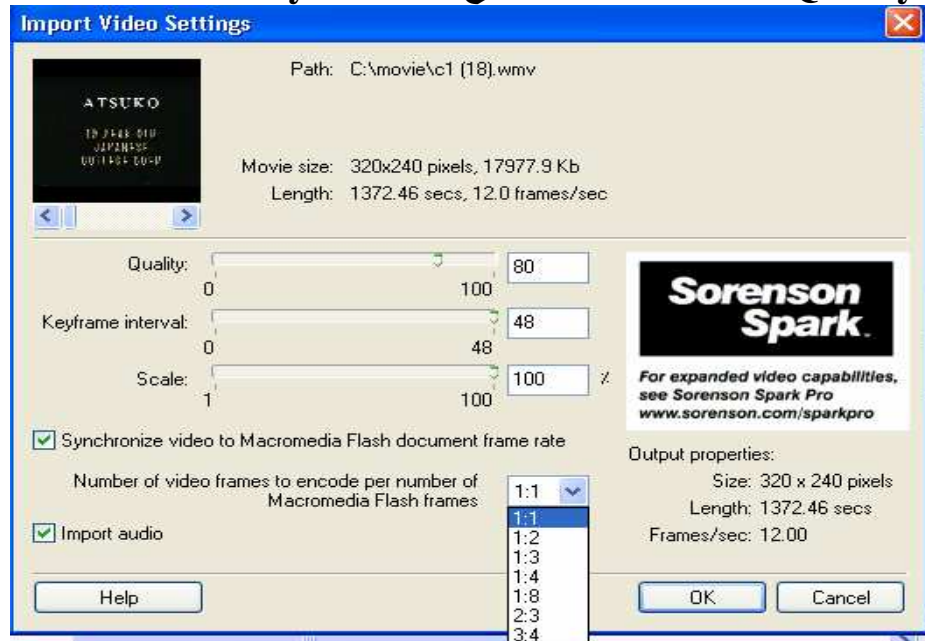 Import Video Settings
Path: C:\movie\c1 (18).wmv
ATSUKO
JAPANESE
Movie size: 320x240 pixels, 17977.9 Kb
Length: 1372.46 secs, 12.0 frames/sec
Quality: 80
0 100
Keyframe interval: 48
0 48
Scale: 100 %
1 100
Sorenson
Spark.
For expanded video capabilities,
see Sorenson Spark Pro
www.sorenson.com/sparkpro
Synchronize video to Macromedia Flash document frame rate
Number of video frames to encode per number of
Macromedia Flash frames
1:1
1:1
1:2
1:3
1:4
1:8
2:3
3:4
Import audio
Output properties:
Size: 320 x 240 pixels
Length: 1372.46 secs
Frames/sec: 12.00
Help
OK
Cancel